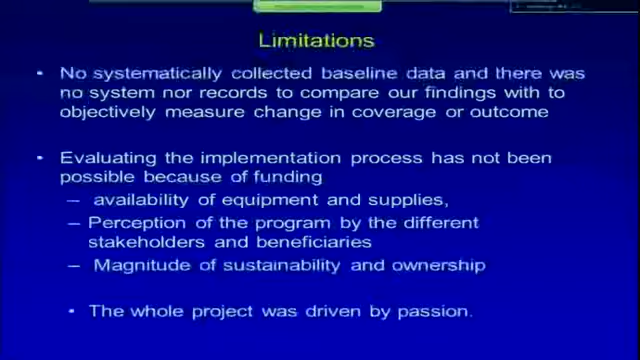 Limitations
• No systematically collected baseline data and there was
no system nor records to compare our findings with to
objectively measure change in coverage or outcome
• Evaluating the implementation process has not been
possible because of funding
– availability of equipment and supplies,
– Perception of the program by the different
stakeholders and beneficiaries
– Magnitude of sustainability and ownership
• The whole project was driven by passion.